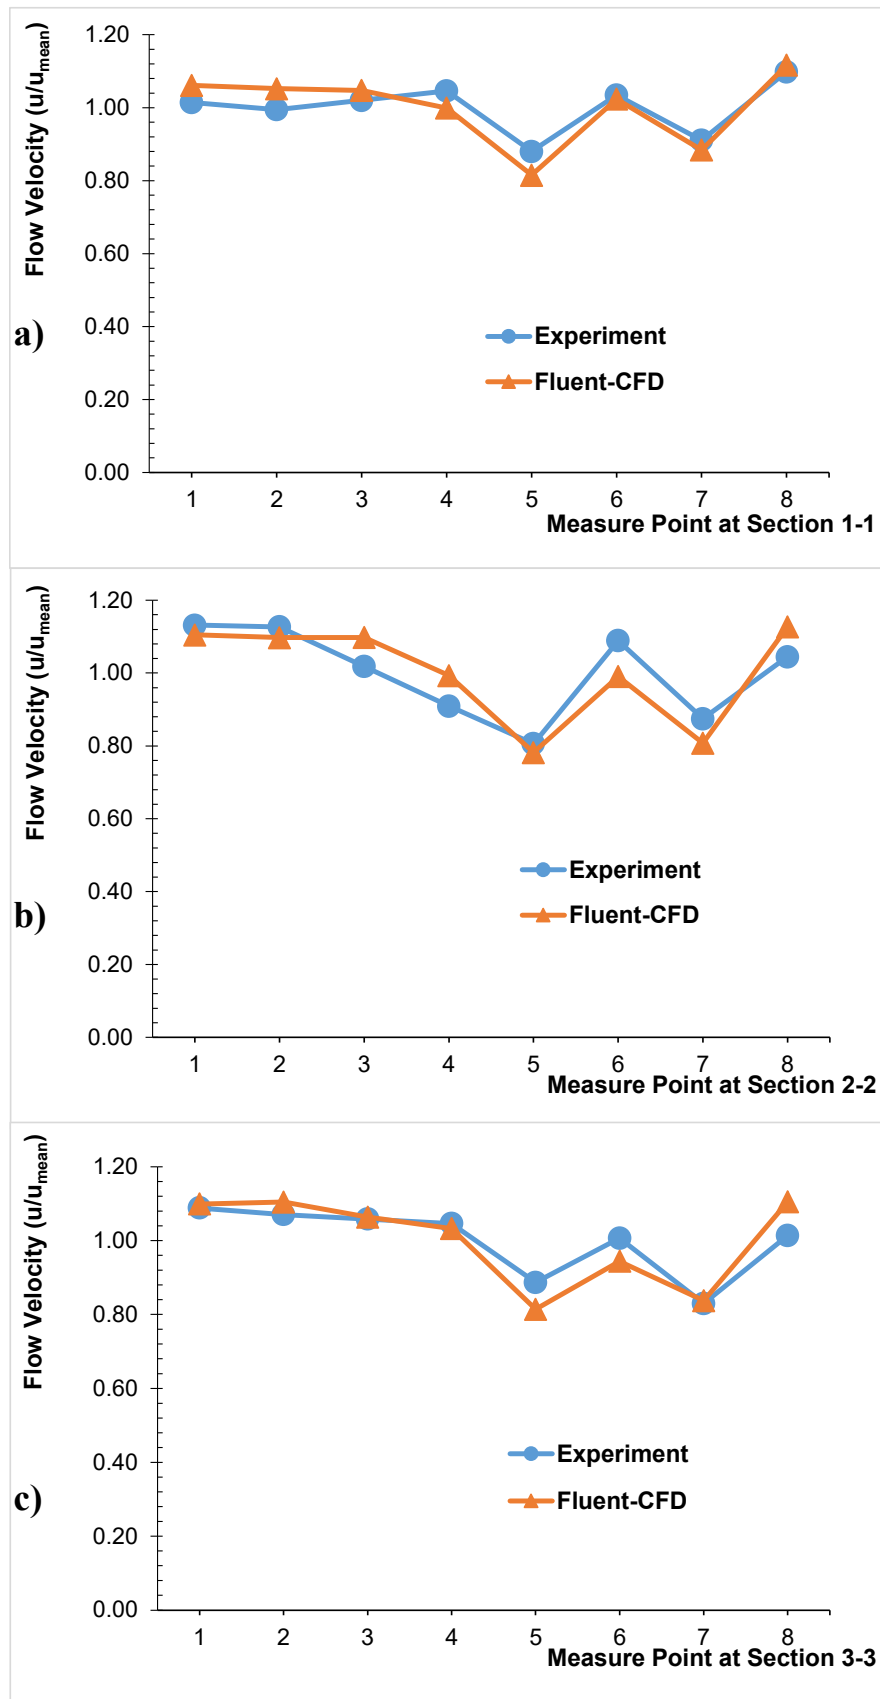 a)
Flow Velocity (u/umean)
1.20
1.00
0.80
0.60
0.40
0.20
0.00
Experiment
Fluent-CFD
1 2 3 4 5 6 7 8
Measure Point at Section 1-1
b)
Flow Velocity (u/umean)
1.20
1.00
0.80
0.60
0.40
0.20
0.00
Experiment
Fluent-CFD
1 2 3 4 5 6 7 8
Measure Point at Section 2-2
c)
Flow Velocity (u/umean)
1.20
1.00
0.80
0.60
0.40
0.20
0.00
Experiment
Fluent-CFD
1 2 3 4 5 6 7 8
Measure Point at Section 3-3